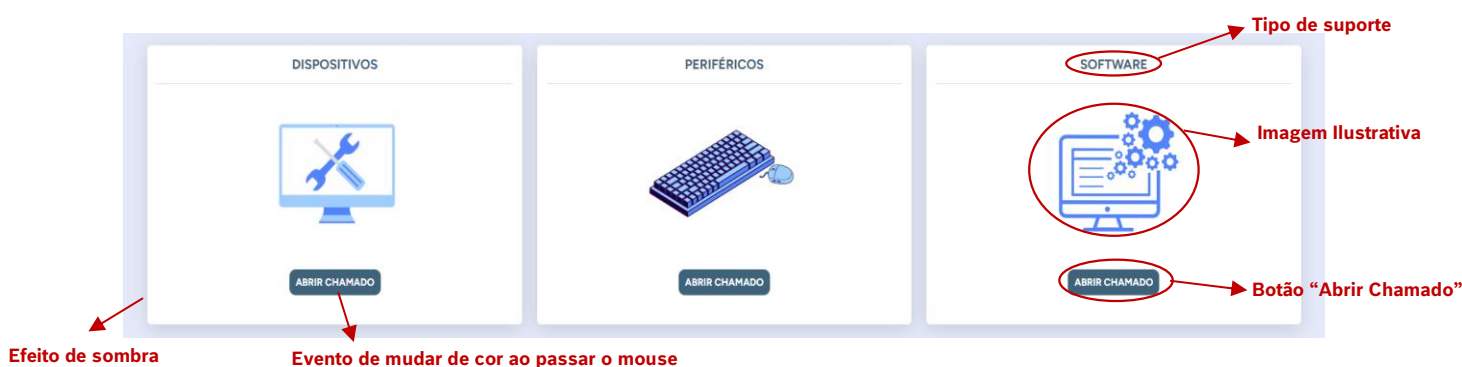 Tipo de suporte
DISPOSITIVOS
PERIFÉRICOS
SOFTWARE
Imagem Ilustrativa
ABRIR CHAMADO
ABRIR CHAMADO
ABRIR CHAMADO
Botão “Abrir Chamado”
Efeito de sombra
Evento de mudar de cor ao passar o mouse